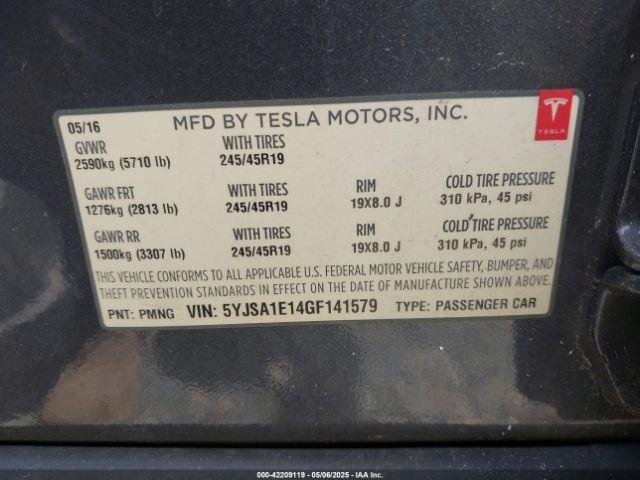 05/16 MFD BY TESLA MOTORS, INC.
TESLA
GVWR WITH TIRES
2590kg (5710 lb) 245/45R19
GAWR FRT WITH TIRES RIM COLD TIRE PRESSURE
1276kg (2813 lb) 245/45R19 19X8.0 J 310 kPa, 45 psi
GAWR RR WITH TIRES RIM COLD TIRE PRESSURE
1500kg (3307 lb) 245/45R19 19X8.0 J 310 kPa, 45 psi
THIS VEHICLE CONFORMS TO ALL APPLICABLE U.S. FEDERAL MOTOR VEHICLE SAFETY, BUMPER, AND
THEFT PREVENTION STANDARDS IN EFFECT ON THE DATE OF MANUFACTURE SHOWN ABOVE.
PNT: PMNG VIN: 5YJSA1E14GF141579 TYPE: PASSENGER CAR
000-42209119 - 05/06/2025 - IAA Inc.